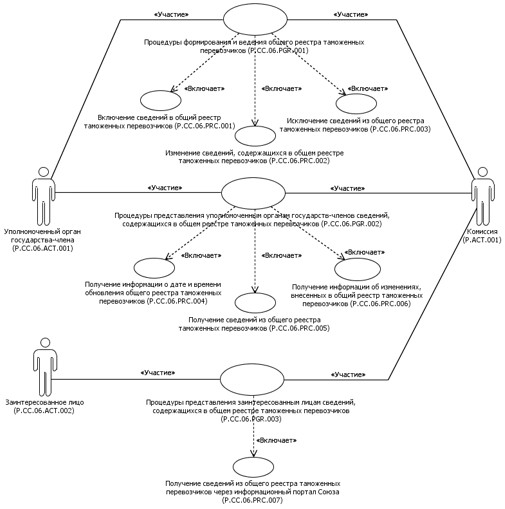 «Участие»
«Участие»
Процедуры формирования и ведения общего реестра таможенных
перевозчиков (P.CC.06.PGR.001)
«Включает»
«Включает»
«Включает»
Включение сведений в общий реестр
таможенных перевозчиков (P.CC.06.PRC.001)
Исключение сведений из общего реестра
таможенных перевозчиков (P.CC.06.PRC.003)
Изменение сведений, содержащихся в общем реестре
таможенных перевозчиков (P.CC.06.PRC.002)
«Участие»
«Участие»
Уполномоченный орган
государства-члена
(P.CC.06.ACT.001)
Комиссия
(P.ACT.001)
Процедуры представления уполномоченным органам государств-членов сведений,
содержащихся в общем реестре таможенных перевозчиков (P.CC.06.PGR.002)
«Включает»
«Включает»
«Включает»
Получение информации о дате и времени
обновления общего реестра таможенных
перевозчиков (P.CC.06.PRC.004)
Получение информации об изменениях,
внесенных в общий реестр таможенных
перевозчиков (P.CC.06.PRC.006)
Получение сведений из общего реестра
таможенных перевозчиков (P.CC.06.PRC.005)
«Участие»
«Участие»
Заинтересованное лицо
(P.CC.06.ACT.002)
Процедуры представления заинтересованным лицам сведений,
содержащихся в общем реестре таможенных перевозчиков
(P.CC.06.PGR.003)
«Включает»
Получение сведений из общего реестра таможенных
перевозчиков через информационный портал Союза
(P.CC.06.PRC.007)